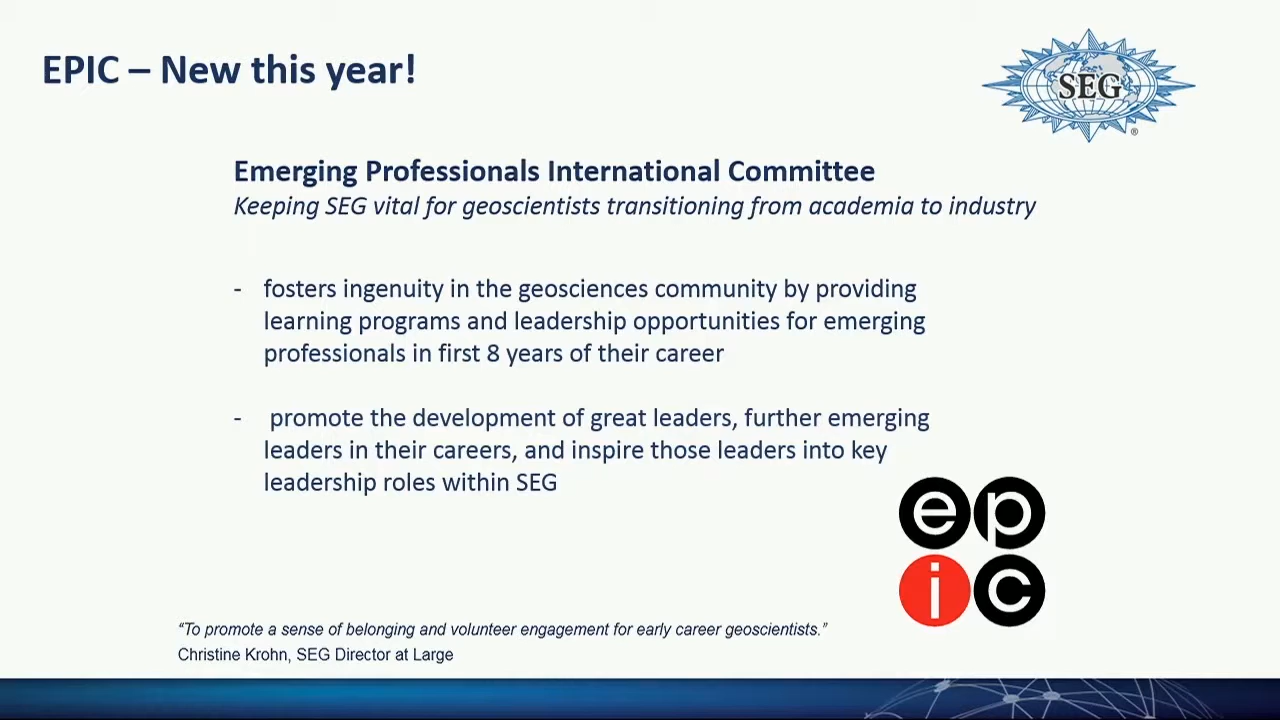 EPIC – New this year!
SEG
®
Emerging Professionals International Committee
Keeping SEG vital for geoscientists transitioning from academia to industry
- fosters ingenuity in the geosciences community by providing
learning programs and leadership opportunities for emerging
professionals in first 8 years of their career
- promote the development of great leaders, further emerging
leaders in their careers, and inspire those leaders into key
leadership roles within SEG
ep
ic
“To promote a sense of belonging and volunteer engagement for early career geoscientists.”
Christine Krohn, SEG Director at Large